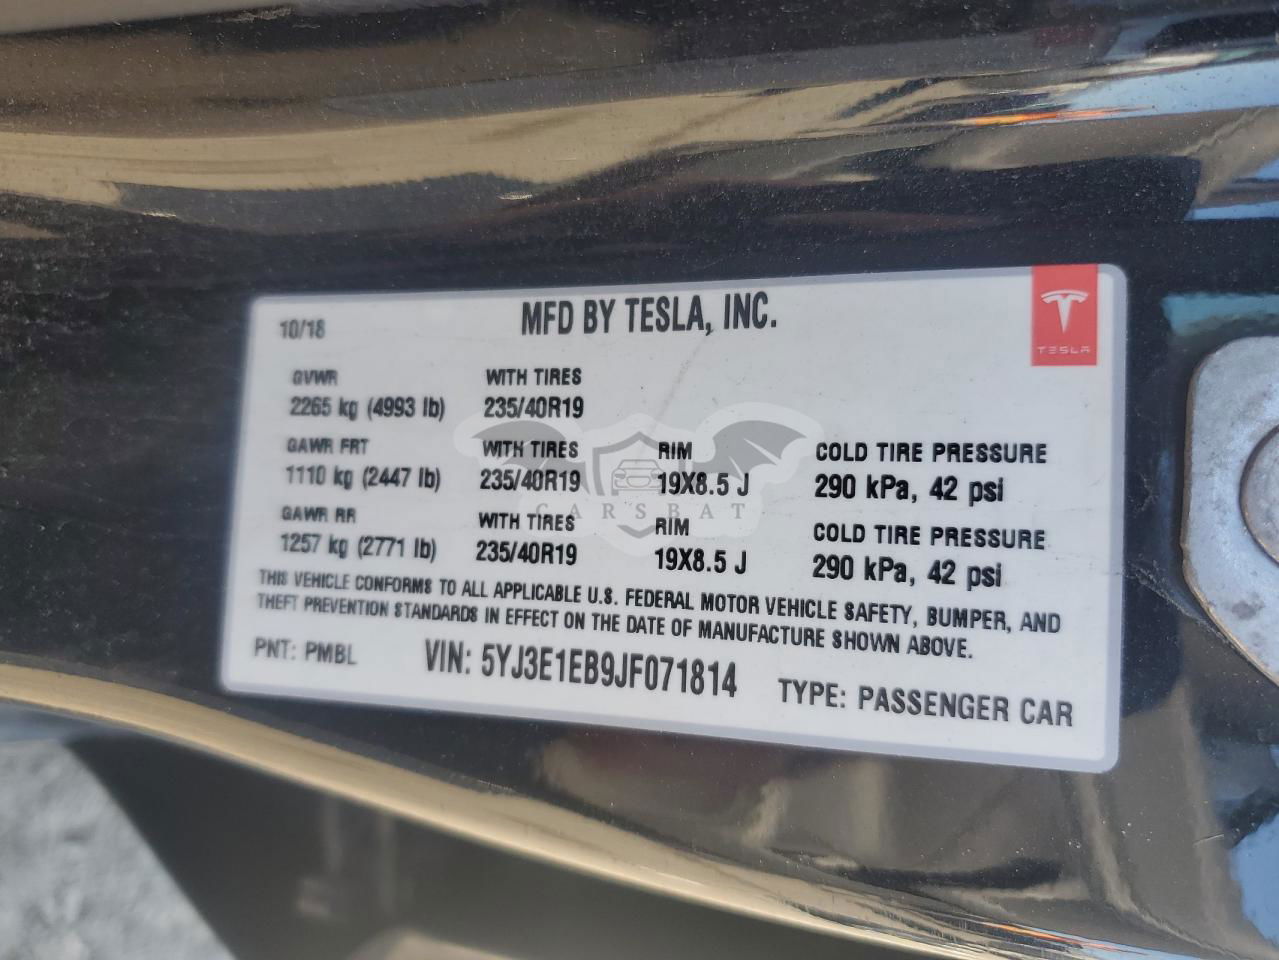 10/18 MFD BY TESLA, INC.
TESLA
GVWR WITH TIRES
2265 kg (4993 lb) 235/40R19
GAWR FRT WITH TIRES RIM COLD TIRE PRESSURE
1110 kg (2447 lb) 235/40R19 19X8.5 J 290 kPa, 42 psi
CARSBAT
GAWR RR WITH TIRES RIM COLD TIRE PRESSURE
1257 kg (2771 lb) 235/40R19 19X8.5 J 290 kPa, 42 psi
THIS VEHICLE CONFORMS TO ALL APPLICABLE U.S. FEDERAL MOTOR VEHICLE SAFETY, BUMPER, AND
THEFT PREVENTION STANDARDS IN EFFECT ON THE DATE OF MANUFACTURE SHOWN ABOVE.
PNT: PMBL VIN: 5YJ3E1EB9JF071814 TYPE: PASSENGER CAR